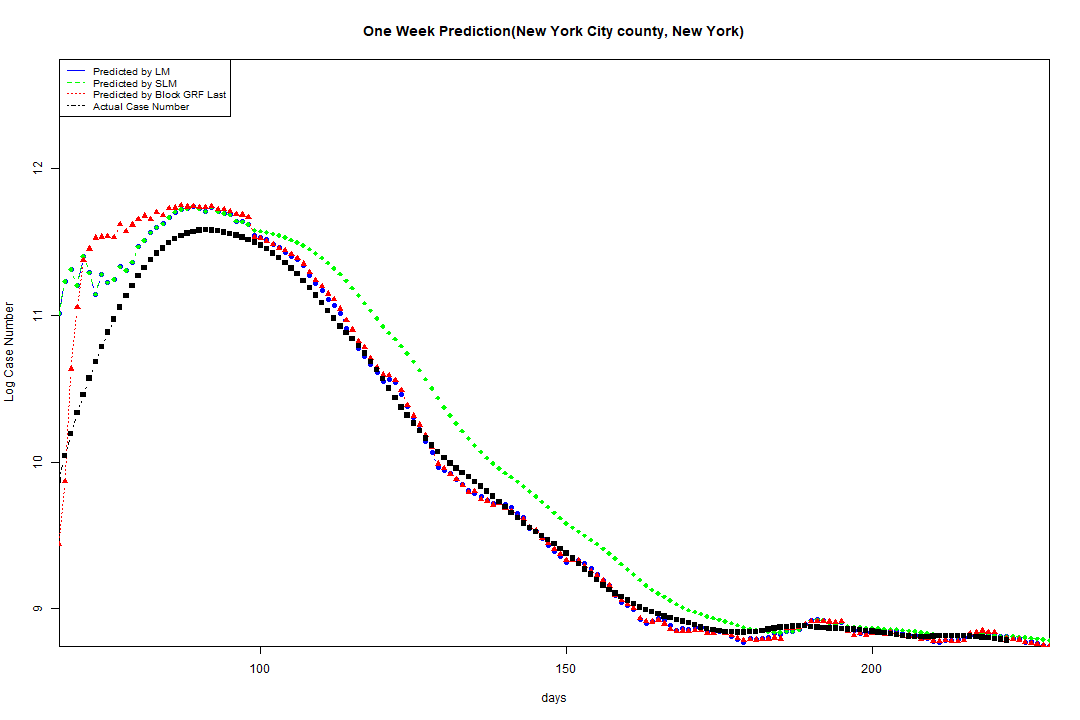 One Week Prediction(New York City county, New York)
Predicted by LM
Predicted by SLM
Predicted by Block GRF Last
Actual Case Number
12
11
10
9
Log Case Number
100
150
200
days